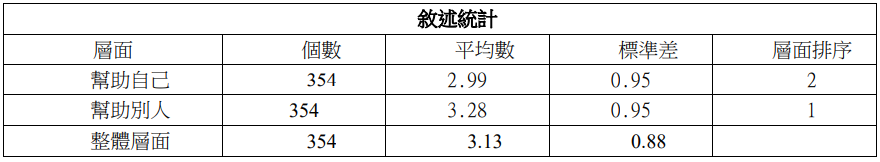 敘述統計
層面 個數 平均數 標準差 層面排序
幫助自己 354 2.99 0.95 2
幫助別人 354 3.28 0.95 1
整體層面 354 3.13 0.88